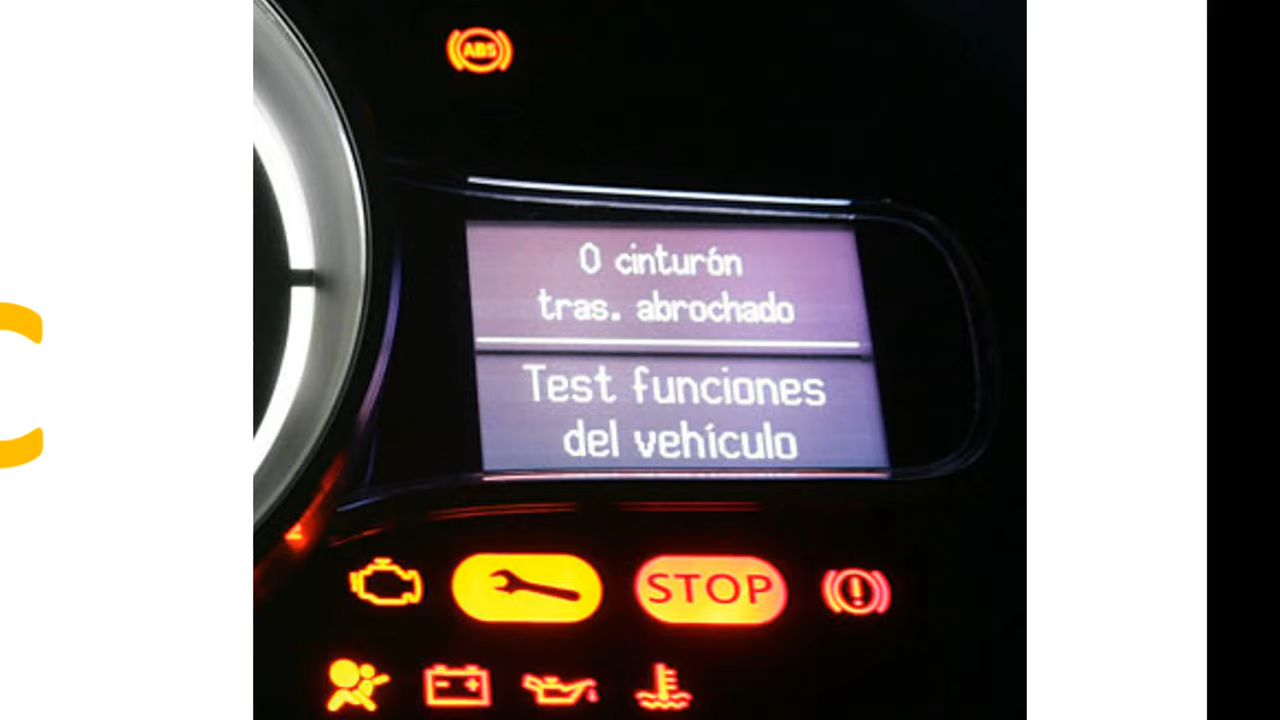 ABS
0 cinturón
tras. abrochado
Test funciones
del vehículo
STOP